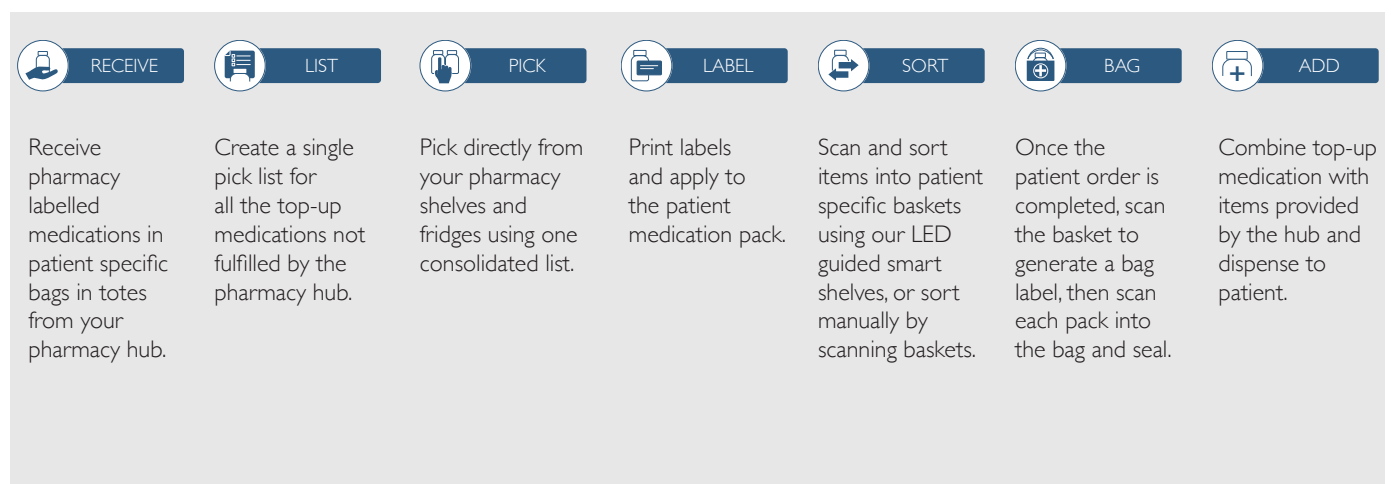 RECEIVE
Receive
pharmacy
labelled
medications in
patient specific
bags in totes
from your
pharmacy hub.
LIST
Create a single
pick list for
all the top-up
medications not
fulfilled by the
pharmacy hub.
PICK
Pick directly from
your pharmacy
shelves and
fridges using one
consolidated list.
LABEL
Print labels
and apply to
the patient
medication pack.
SORT
Scan and sort
items into patient
specific baskets
using our LED
guided smart
shelves, or sort
manually by
scanning baskets.
BAG
Once the
patient order is
completed, scan
the basket to
generate a bag
label, then scan
each pack into
the bag and seal.
ADD
Combine top-up
medication with
items provided
by the hub and
dispense to
patient.